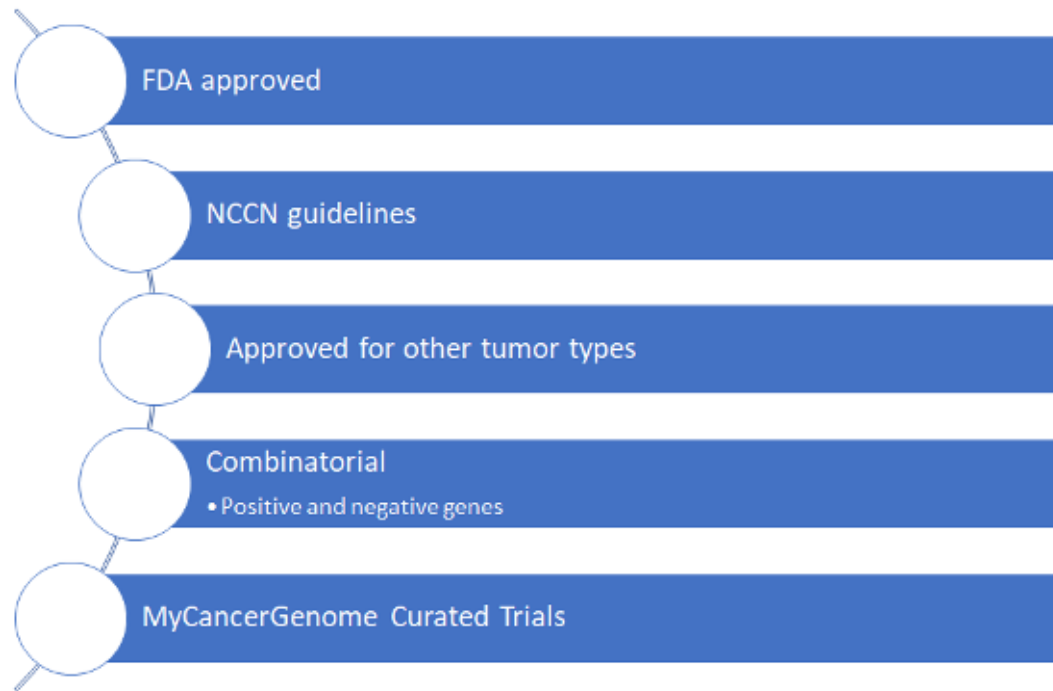 FDA approved
NCCN guidelines
Approved for other tumor types
Combinatorial
• Positive and negative genes
MyCancerGenome Curated Trials